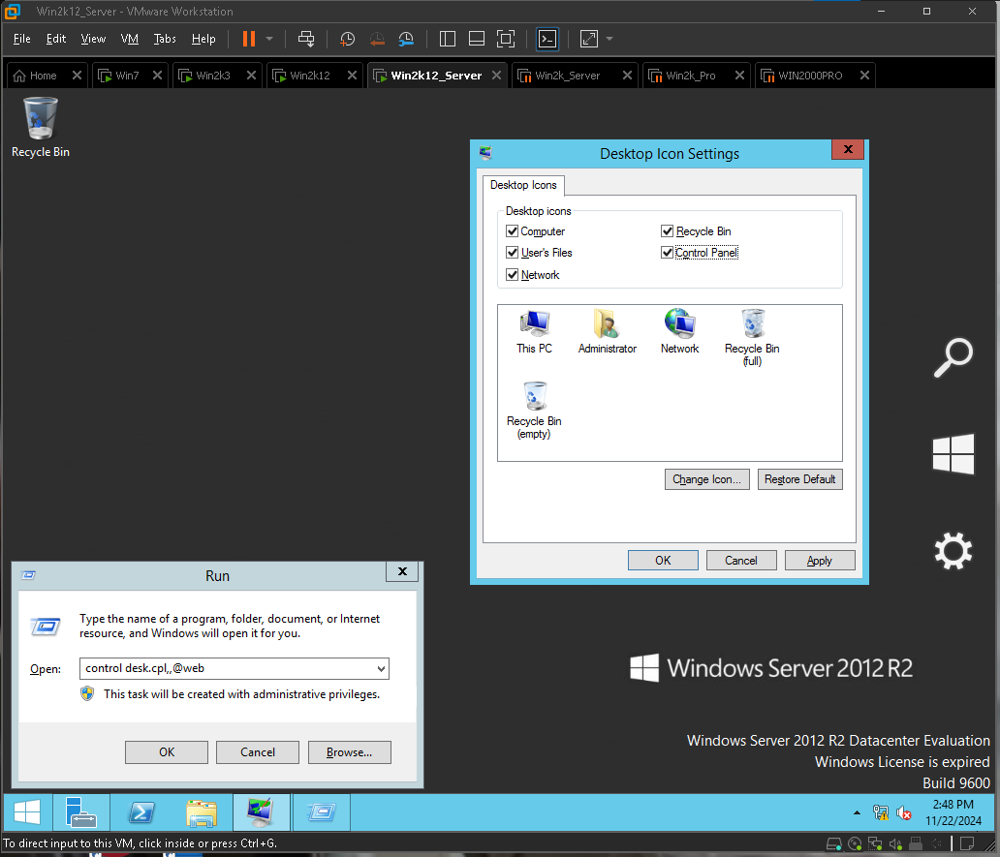 Win2k12_Server - VMware Workstation
File Edit View VM Tabs Help
Home Win7 Win2k3 Win2k12 Win2k12_Server Win2k_Server Win2k_Pro WIN2000PRO
Recycle Bin
Desktop Icon Settings
Desktop Icons
Desktop icons
Computer Recycle Bin
User's Files Control Panel
Network
This PC Administrator Network Recycle Bin
(full)
Recycle Bin
(empty)
Change Icon... Restore Default
OK Cancel Apply
Run
Type the name of a program, folder, document, or Internet
resource, and Windows will open it for you.
Open: control desk.cpl,,@web
This task will be created with administrative privileges.
OK Cancel Browse...
Windows Server 2012 R2
Windows Server 2012 R2 Datacenter Evaluation
Windows License is expired
Build 9600
2:48 PM
11/22/2024
To direct input to this VM, click inside or press Ctrl+G.